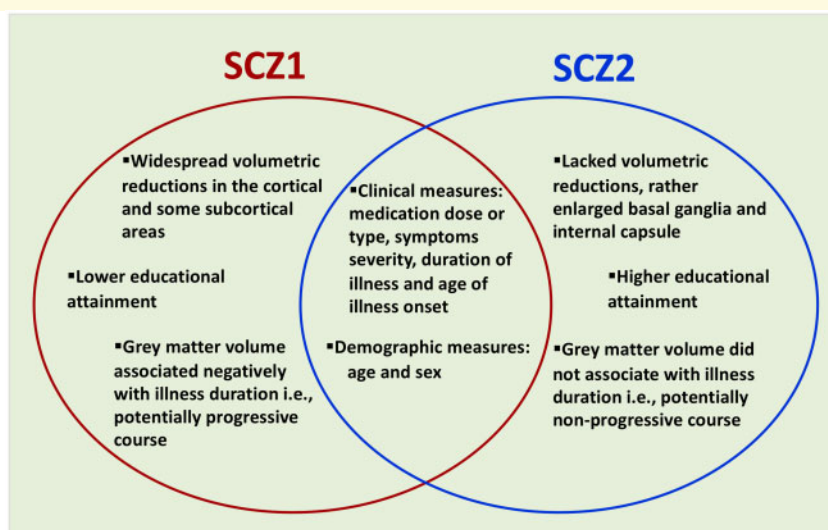 SCZ1
SCZ2
▪Widespread volumetric
reductions in the cortical
and some subcortical
areas
▪Lower educational
attainment
▪Grey matter volume
associated negatively
with illness duration i.e.,
potentially progressive
course
▪Clinical measures:
medication dose or
type, symptoms
severity, duration of
illness and age of
illness onset
▪Demographic measures:
age and sex
▪Lacked volumetric
reductions, rather
enlarged basal ganglia and
internal capsule
▪Higher educational
attainment
▪Grey matter volume did
not associate with illness
duration i.e., potentially
non-progressive course